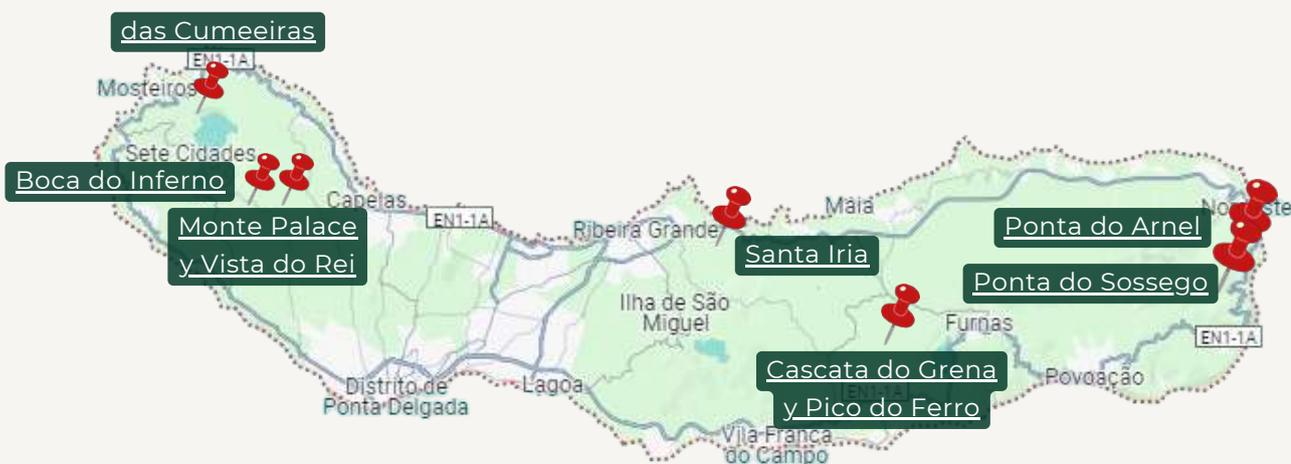 das Cumeeiras
EN1-1A
Mosteiros
Sete Cidades
Boca do Inferno
Capelas
EN1-1A
Monte Palace
y Vista do Rei
Ribeira Grande
Santa Iria
Maia
Ponta do Arnel
Ponta do Sossego
Ilha de São
Miguel
Furnas
EN1-1A
Cascata do Grena
y Pico do Ferro
EN1-1A
Povoação
Distrito de
Ponta Delgada
Lagoa
Vila Franca
do Campo